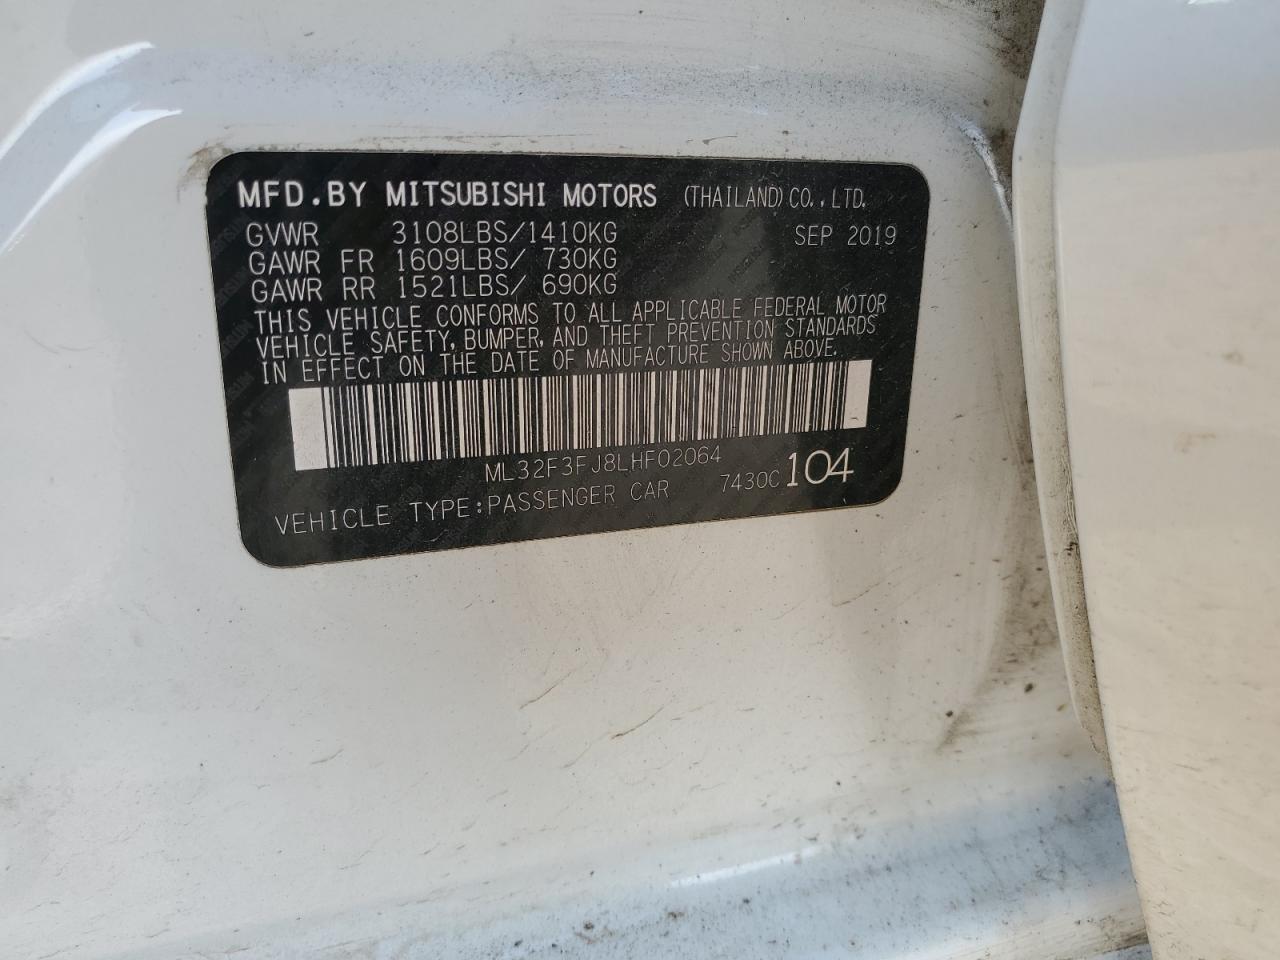 MFD.BY MITSUBISHI MOTORS (THAILAND) CO.,LTD.
GVWR 3108LBS/1410KG SEP 2019
GAWR FR 1609LBS/ 730KG
GAWR RR 1521LBS/ 690KG
THIS VEHICLE CONFORMS TO ALL APPLICABLE FEDERAL MOTOR
VEHICLE SAFETY, BUMPER, AND THEFT PREVENTION STANDARDS
IN EFFECT ON THE DATE OF MANUFACTURE SHOWN ABOVE.
ML32F3FJ8LHF02064
VEHICLE TYPE:PASSENGER CAR 7430C 104